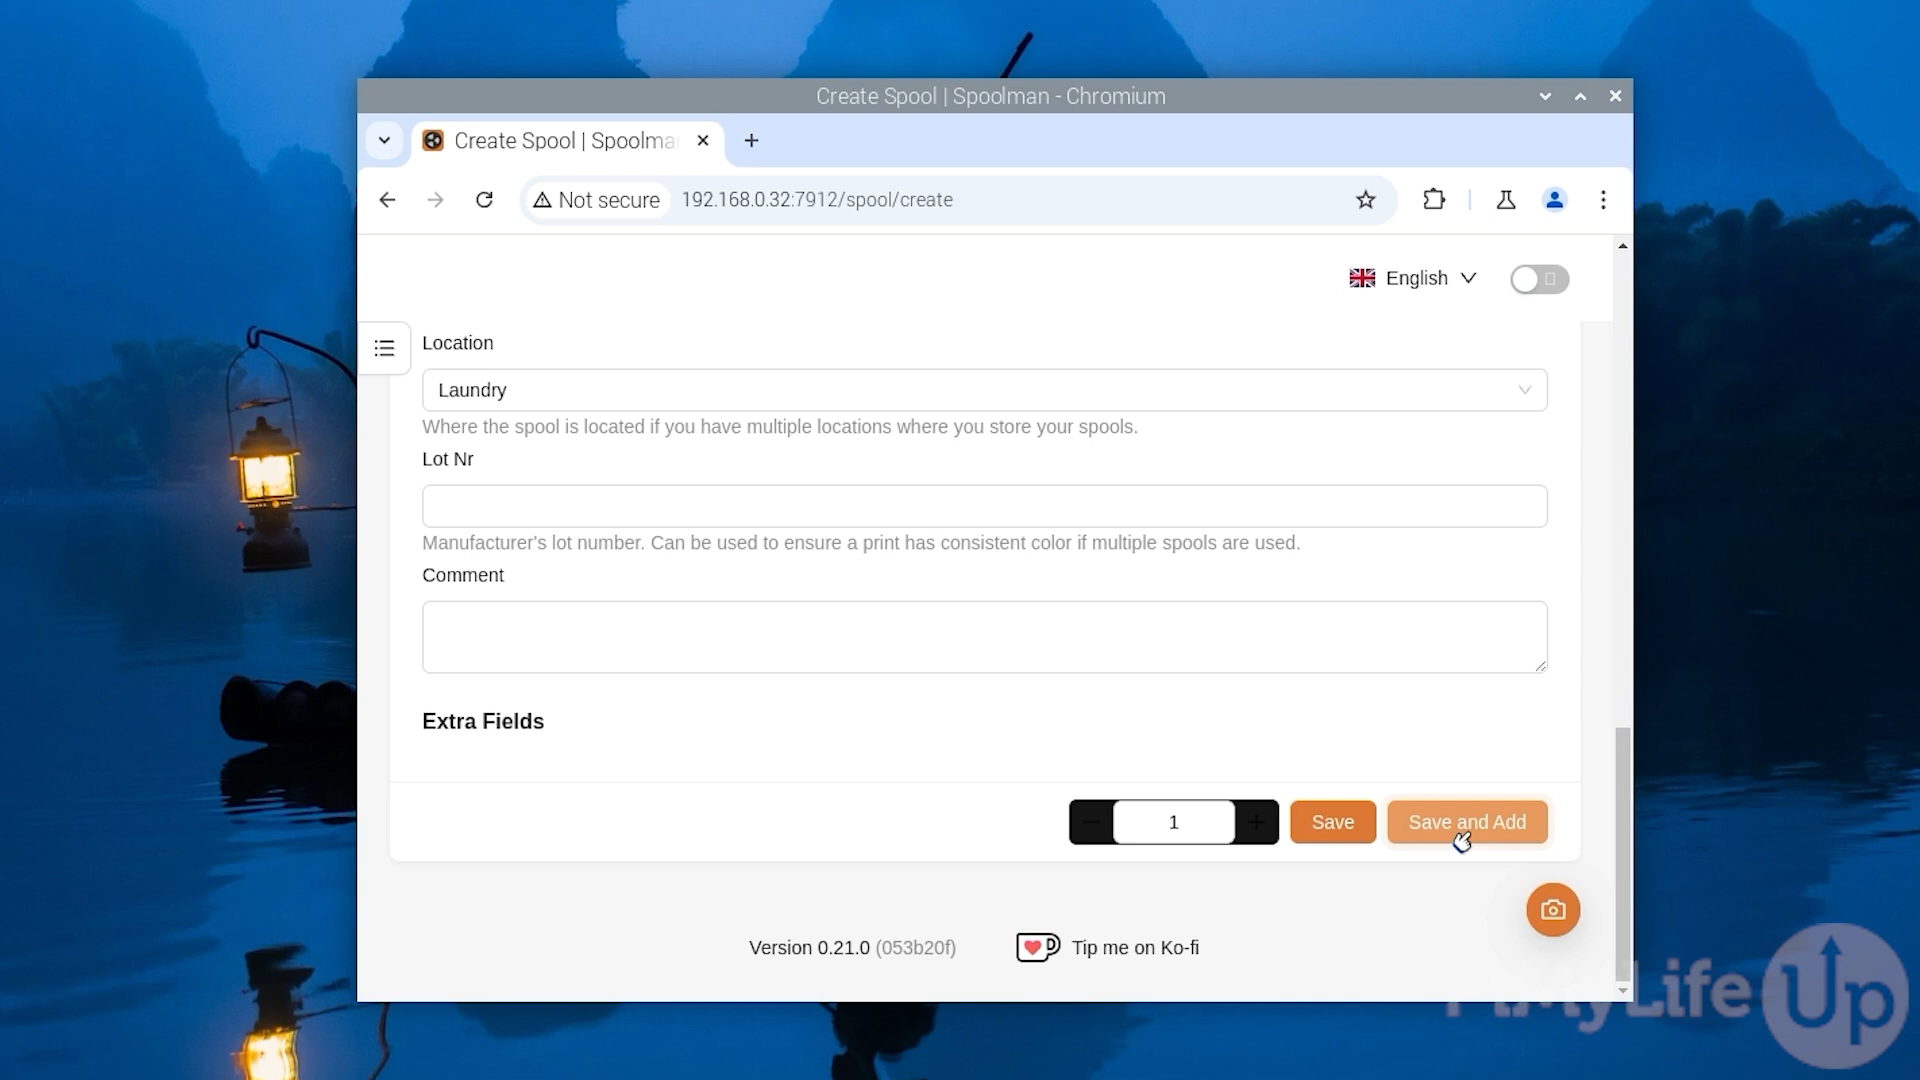 Create Spool | Spoolman - Chromium
Create Spool | Spoolma
Not secure
192.168.0.32:7912/spool/create
English
Location
Laundry
Where the spool is located if you have multiple locations where you store your spools.
Lot Nr
Manufacturer's lot number. Can be used to ensure a print has consistent color if multiple spools are used.
Comment
Extra Fields
1
Save
Save and Add
Version 0.21.0 (053b20f)
Tip me on Ko-fi
PiMyLifeUp